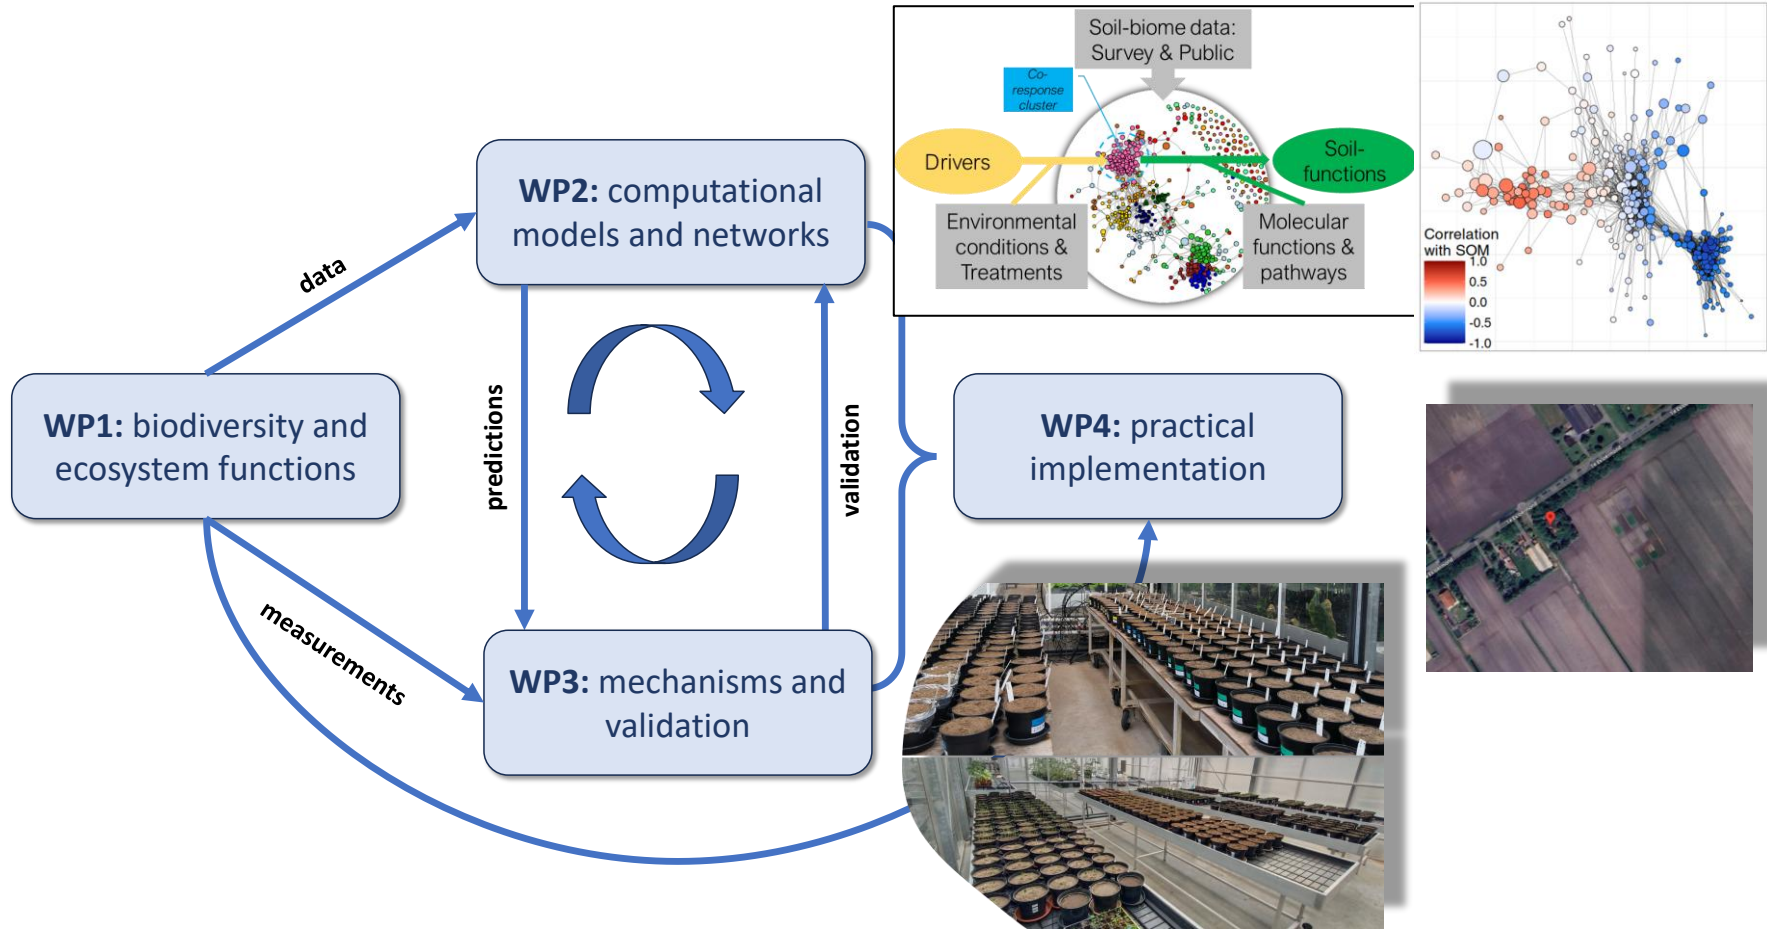 Soil-biome data:
Survey & Public
Co-
response
cluster
Drivers
Soil-
functions
Environmental
conditions &
Treatments
Molecular
functions &
pathways
Correlation
with SOM
1.0
0.5
0.0
-0.5
-1.0
WP1: biodiversity and
ecosystem functions
data
measurements
WP2: computational
models and networks
predictions
validation
WP3: mechanisms and
validation
WP4: practical
implementation